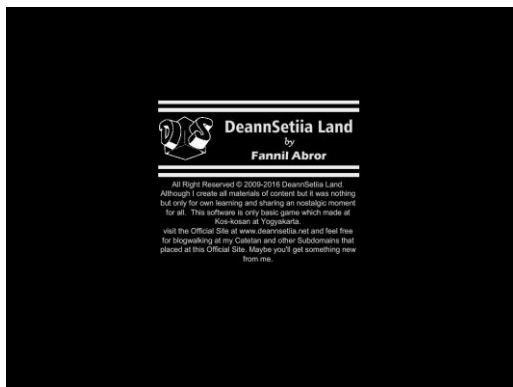 DNS
DeannSetiia Land
by
Fannil Abror
All Right Reserved © 2009-2016 DeannSetiia Land.
Although I create all materials of content but it was nothing
but only for own learning and sharing an nostalgic moment
for all. This software is only basic game which made at
Kos-kosan at Yogyakarta.
visit the Official Site at www.deannsetiia.net and feel free
for blogwalking at my Catetan and other Subdomains that
placed at this Official Site. Maybe you'll get something new
from me.